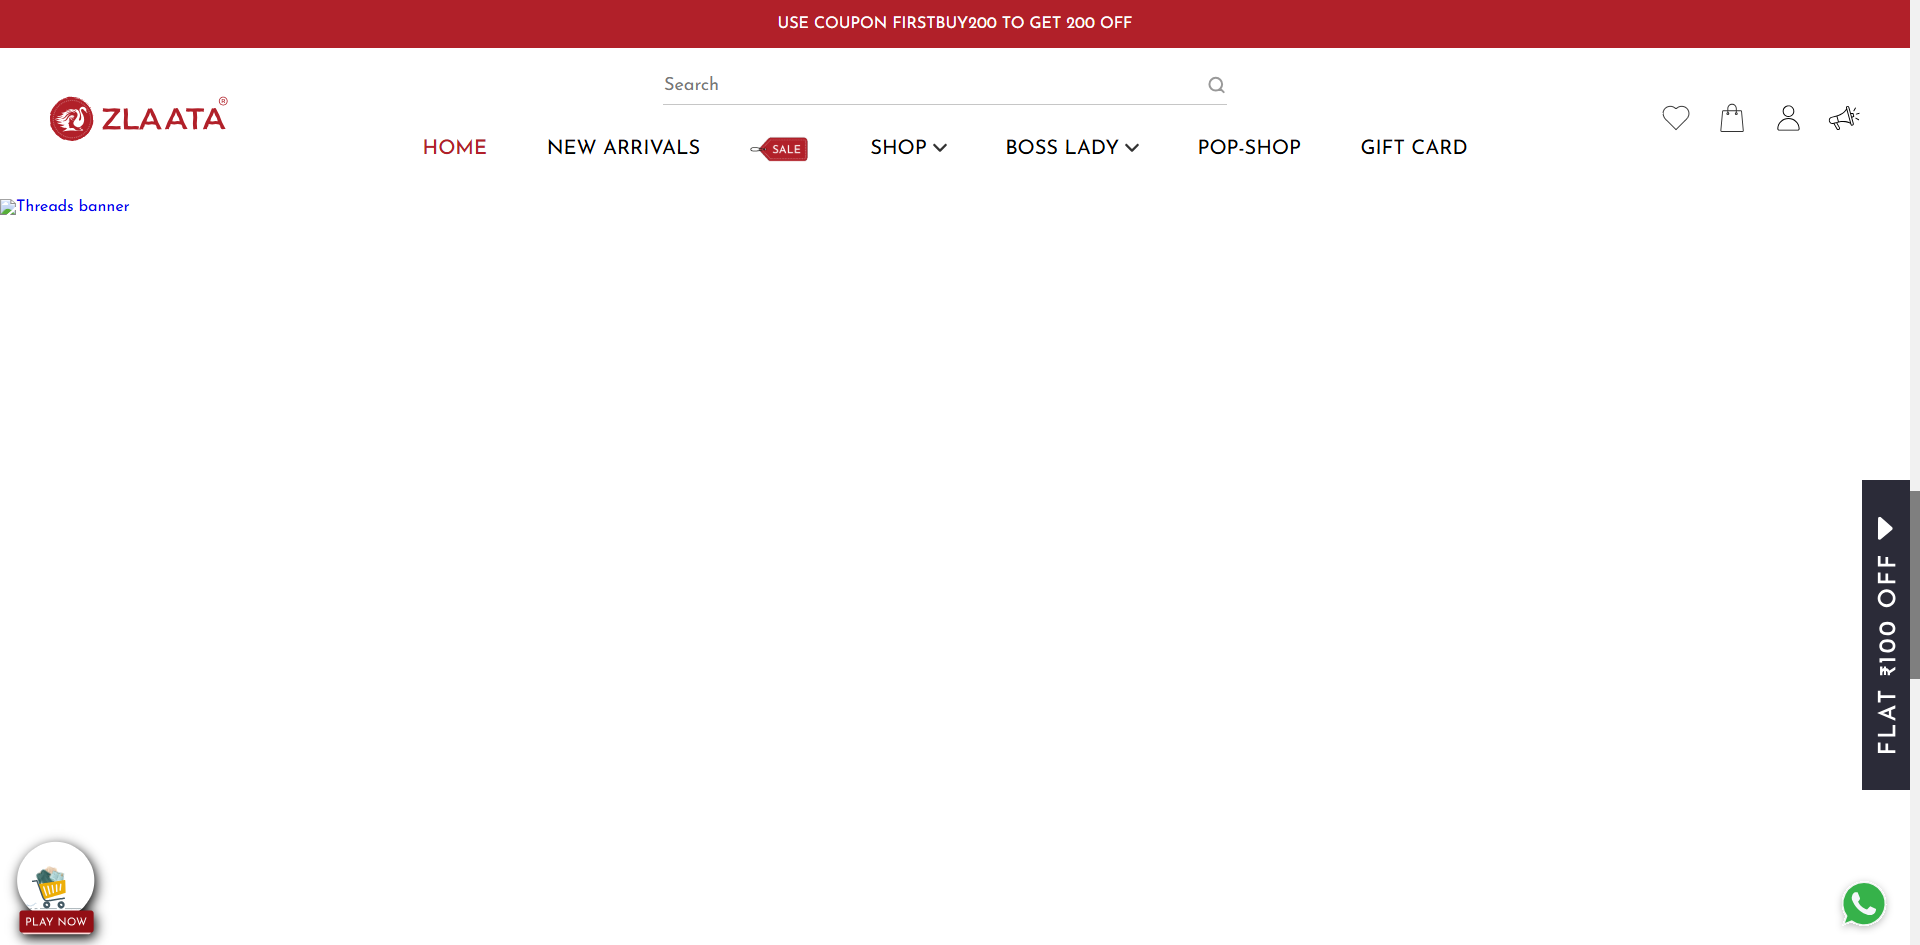 USE COUPON FIRSTBUY200 TO GET 200 OFF
Search
ZLAATA®
HOME
NEW ARRIVALS
SALE
SHOP
BOSS LADY
POP-SHOP
GIFT CARD
Threads banner
FLAT ₹100 OFF
PLAY NOW